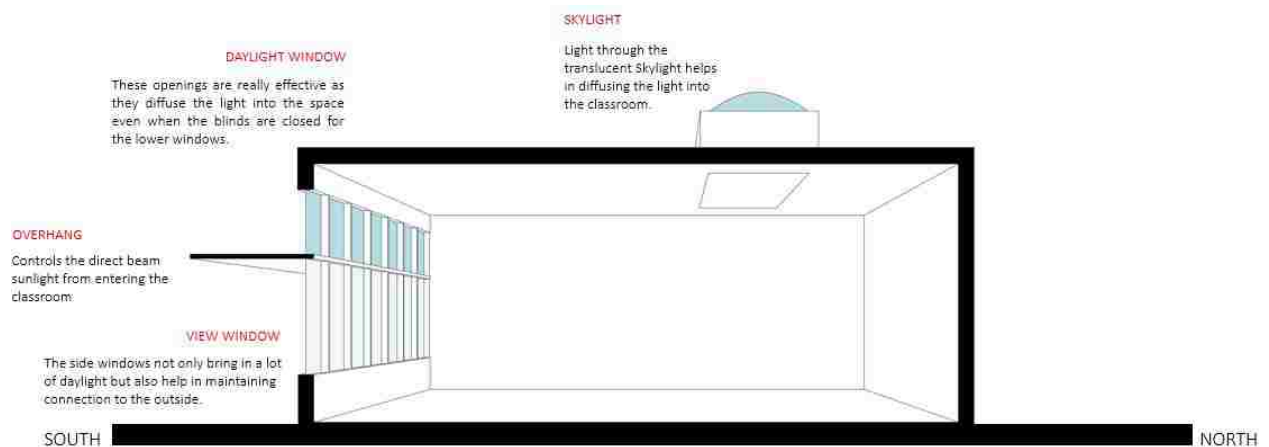 SKYLIGHT
Light through the
translucent Skylight helps
in diffusing the light into
the classroom.
DAYLIGHT WINDOW
These openings are really effective as
they diffuse the light into the space
even when the blinds are closed for
the lower windows.
OVERHANG
Controls the direct beam
sunlight from entering the
classroom
VIEW WINDOW
The side windows not only bring in a lot
of daylight but also help in maintaining
connection to the outside.
SOUTH
NORTH